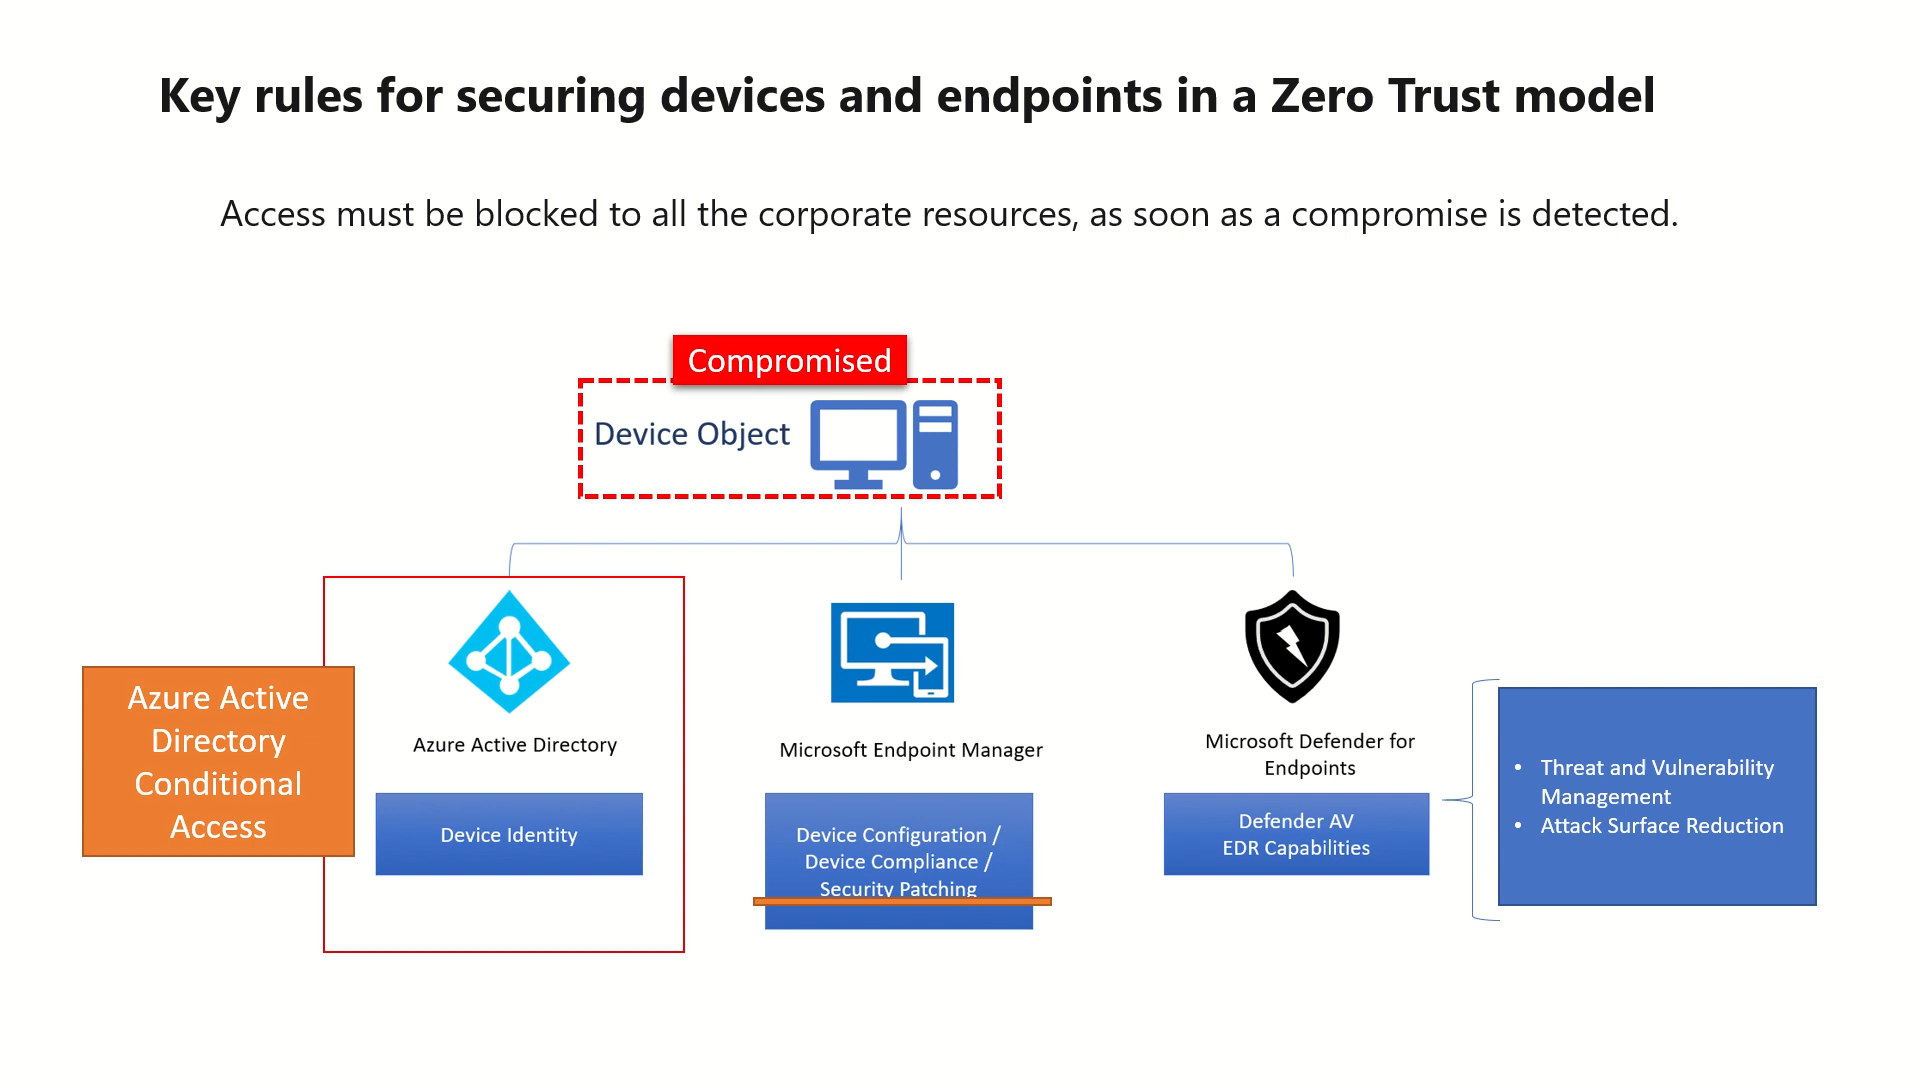 Key rules for securing devices and endpoints in a Zero Trust model
Access must be blocked to all the corporate resources, as soon as a compromise is detected.
Compromised
Device Object
Azure Active
Directory
Conditional
Access
Azure Active Directory
Device Identity
Microsoft Endpoint Manager
Device Configuration /
Device Compliance /
Security Patching
Microsoft Defender for
Endpoints
Defender AV
EDR Capabilities
• Threat and Vulnerability
Management
• Attack Surface Reduction